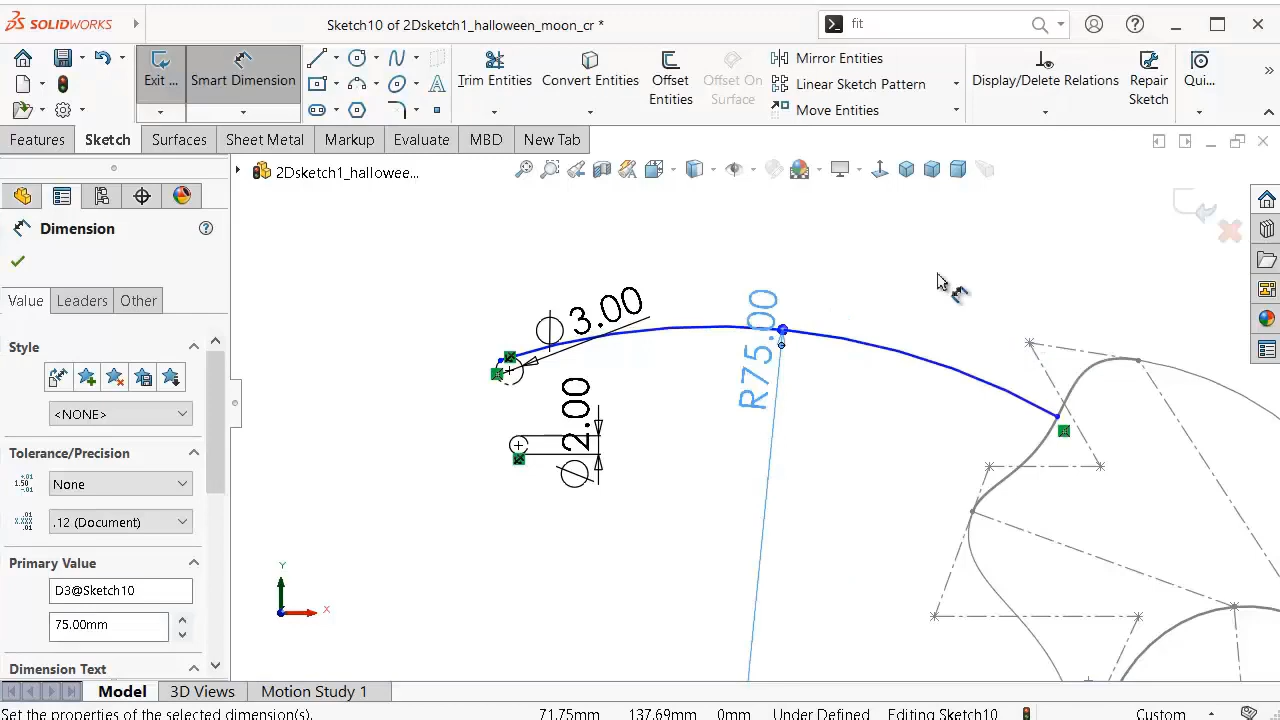 SOLIDWORKS
Sketch10 of 2Dsketch1_halloween_moon_cr *
fit
Exit ...
Smart Dimension
Trim Entities
Convert Entities
Offset Entities
Offset On Surface
Mirror Entities
Linear Sketch Pattern
Move Entities
Display/Delete Relations
Repair Sketch
Qui...
Features
Sketch
Surfaces
Sheet Metal
Markup
Evaluate
MBD
New Tab
2Dsketch1_hallowee...
Dimension
Value
Leaders
Other
Style
<NONE>
Tolerance/Precision
None
.12 (Document)
Primary Value
D3@Sketch10
75.00mm
Dimension Text
∅ 3.00
∅2.00
R75.00
Y
X
Model
3D Views
Motion Study 1
Set the properties of the selected dimension(s).
71.75mm
137.69mm
0mm
Under Defined
Editing Sketch10
Custom